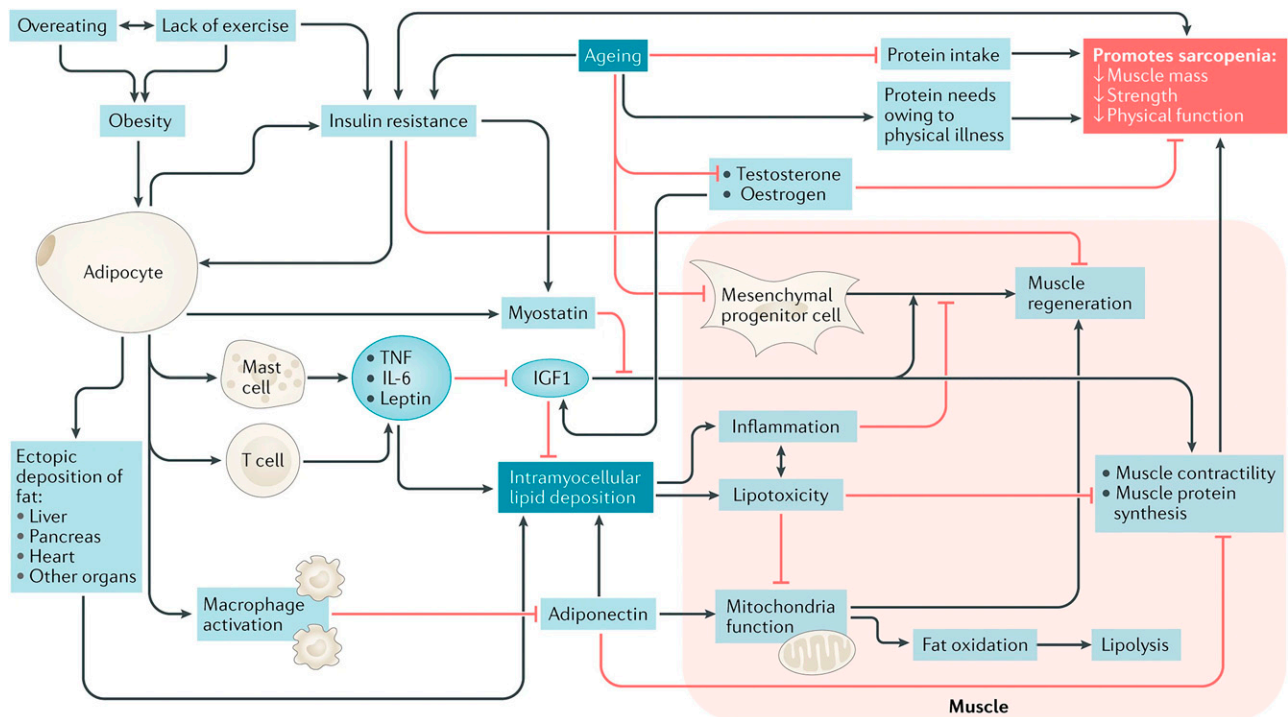 Overeating
Lack of exercise
Ageing
Protein intake
Promotes sarcopenia:
↓ Muscle mass
↓ Strength
↓ Physical function
Obesity
Insulin resistance
Protein needs
owing to
physical illness
• Testosterone
• Oestrogen
Adipocyte
Mesenchymal
progenitor cell
Muscle
regeneration
Myostatin
Mast
cell
• TNF
• IL-6
• Leptin
IGF1
Inflammation
T cell
Ectopic
deposition of
fat:
• Liver
• Pancreas
• Heart
• Other organs
Intramyocellular
lipid deposition
Lipotoxicity
• Muscle contractility
• Muscle protein
synthesis
Macrophage
activation
Adiponectin
Mitochondria
function
Fat oxidation
Lipolysis
Muscle